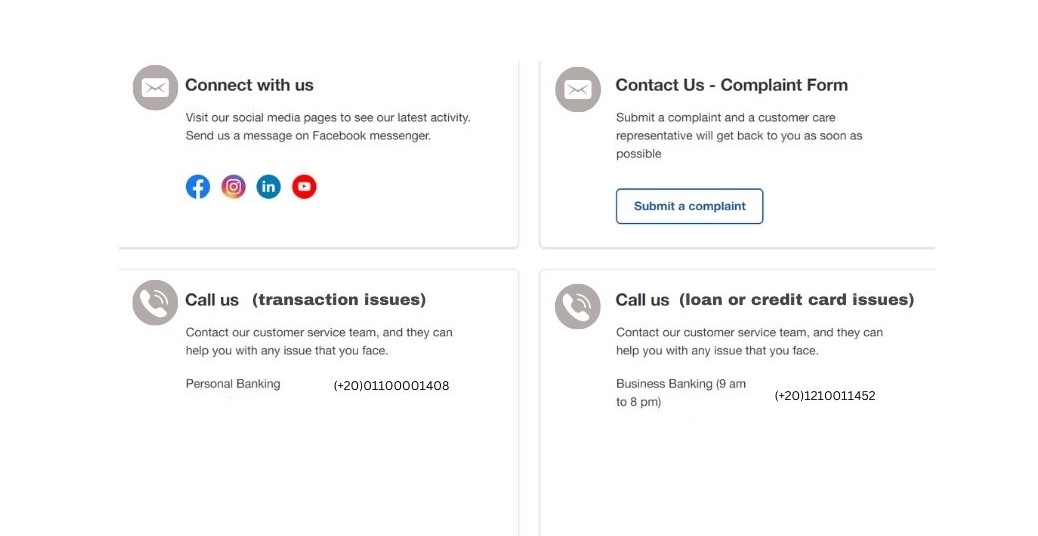 Connect with us
Visit our social media pages to see our latest activity.
Send us a message on Facebook messenger.
in
Contact Us - Complaint Form
Submit a complaint and a customer care
representative will get back to you as soon as
possible
Submit a complaint
Call us (transaction issues)
Contact our customer service team, and they can
help you with any issue that you face.
Personal Banking (+20)01100001408
Call us (loan or credit card issues)
Contact our customer service team, and they can
help you with any issue that you face.
Business Banking (9 am
to 8 pm) (+20)1210011452